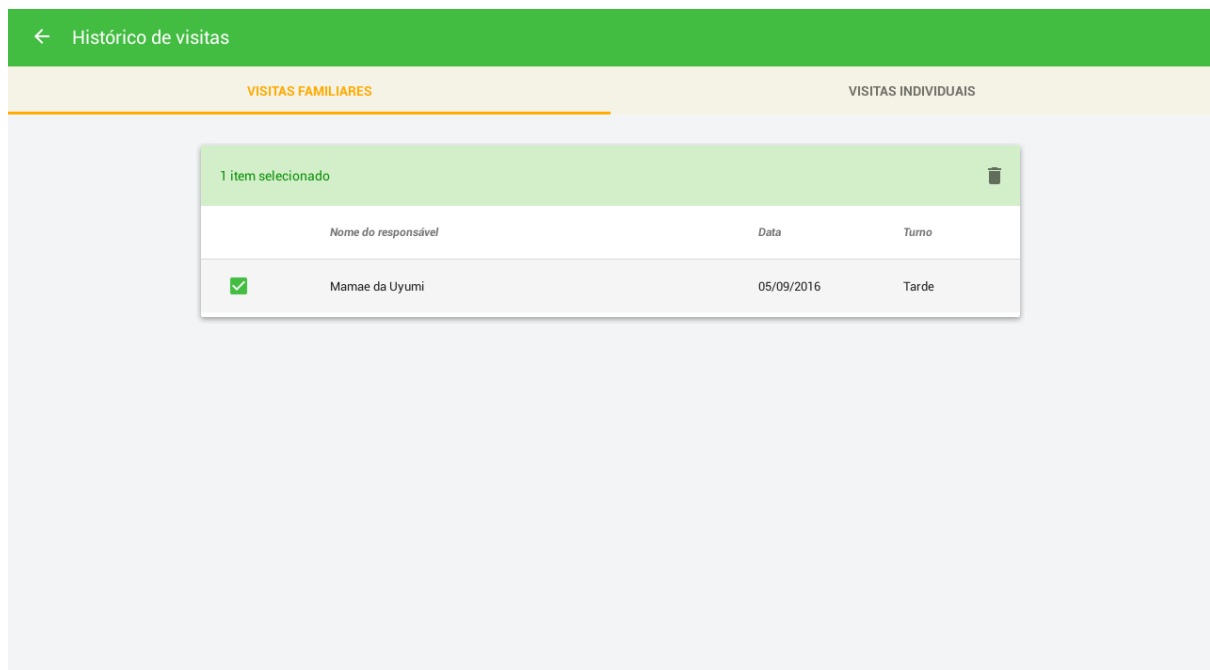 Histórico de visitas
VISITAS FAMILIARES VISITAS INDIVIDUAIS
1 item selecionado
Nome do responsável Data Turno
Mamae da Uyumi 05/09/2016 Tarde